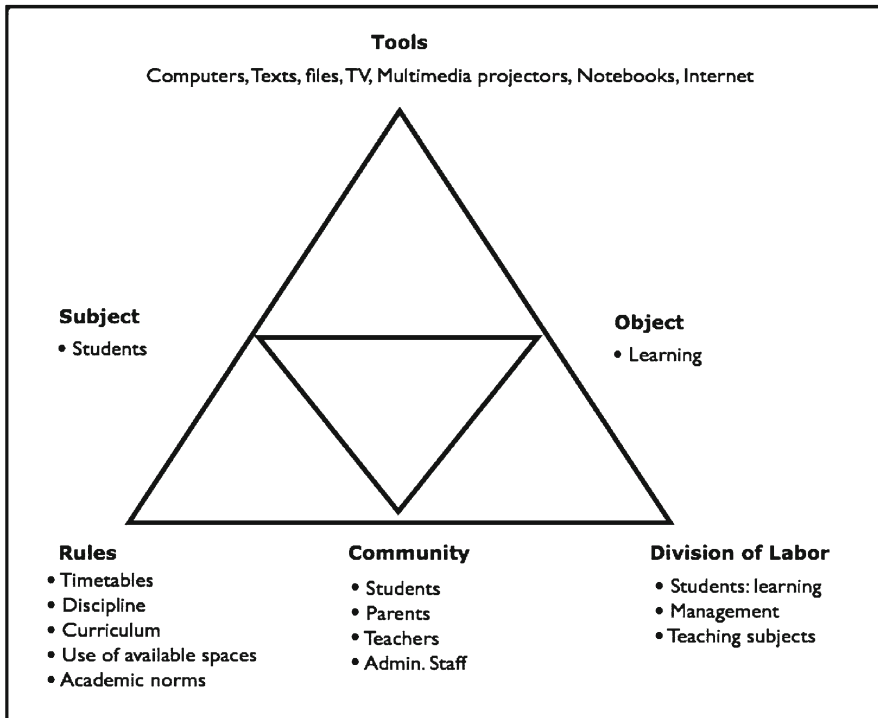 Tools
Computers, Texts, files, TV, Multimedia projectors, Notebooks, Internet
Subject
• Students
Object
• Learning
Rules
• Timetables
• Discipline
• Curriculum
• Use of available spaces
• Academic norms
Community
• Students
• Parents
• Teachers
• Admin. Staff
Division of Labor
• Students: learning
• Management
• Teaching subjects